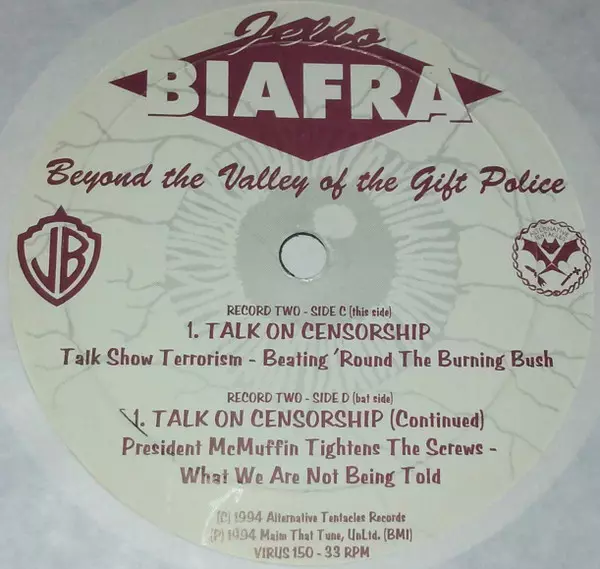 Jello
BIAFRA
Beyond the Valley of the Gift Police
JB
ALTERNATIVE
TENTACLES
RECORD TWO - SIDE C (this side)
1. TALK ON CENSORSHIP
Talk Show Terrorism - Beating 'Round The Burning Bush
RECORD TWO - SIDE D (bat side)
1. TALK ON CENSORSHIP (Continued)
President McMuffin Tightens The Screws -
What We Are Not Being Told
(C) 1994 Alternative Tentacles Records
(P) 1994 Maim That Tune, UnLtd. (BMI)
VIRUS 150 - 33 RPM